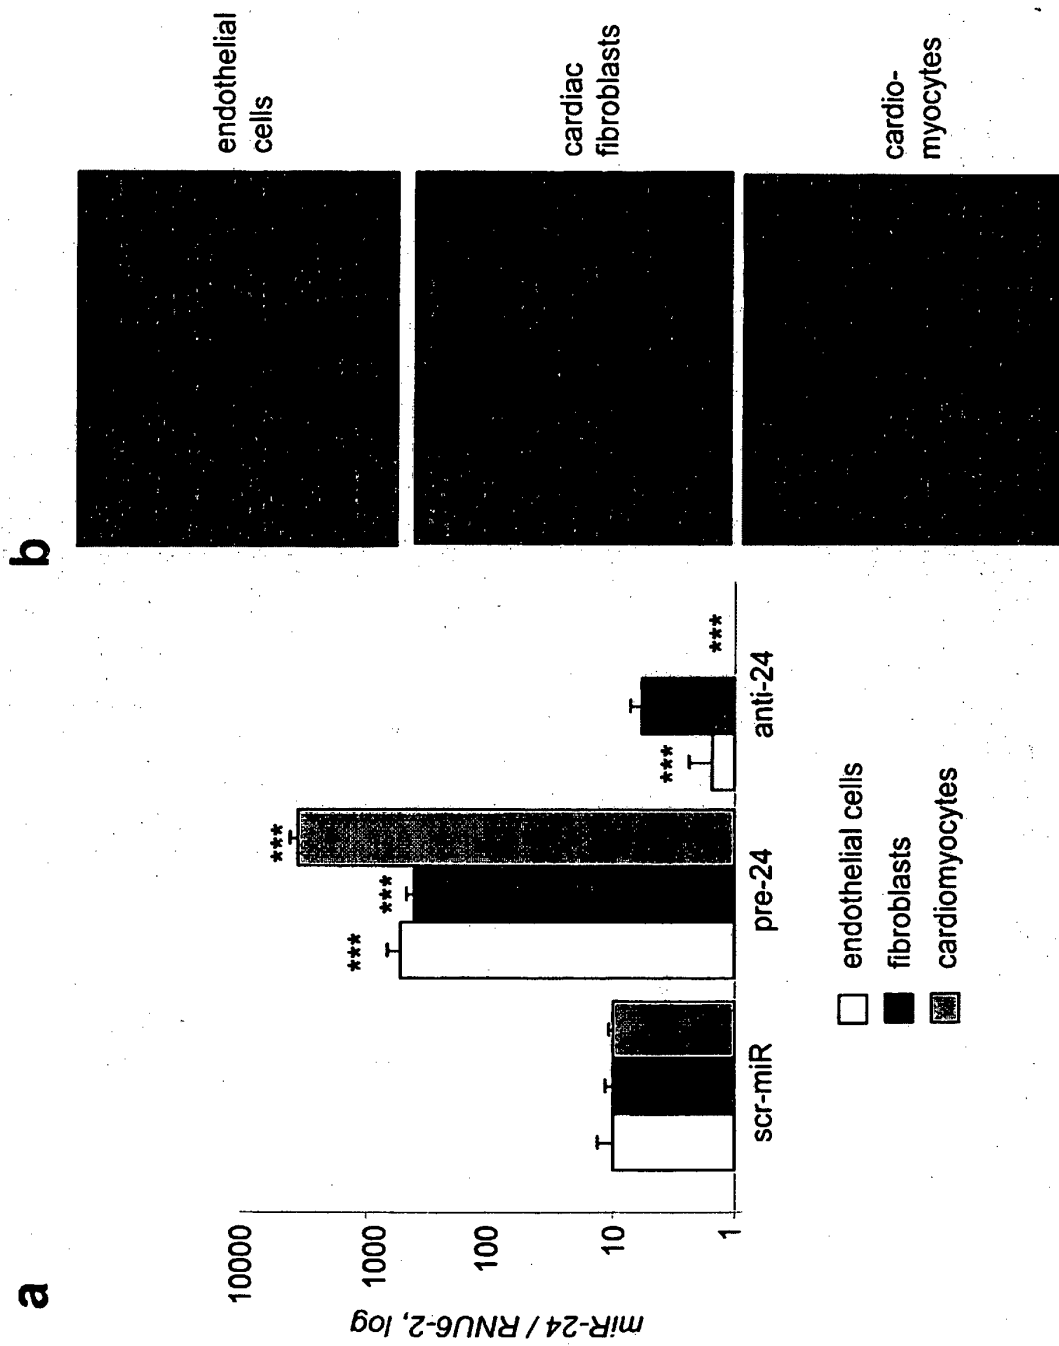 a
miR-24 / RNU6-2, log
10000
1000
100
10
1
***
***
***
***
***
scr-miR
pre-24
anti-24
endothelial cells
fibroblasts
cardiomyocytes
b
endothelial
cells
cardiac
fibroblasts
cardio-
myocytes